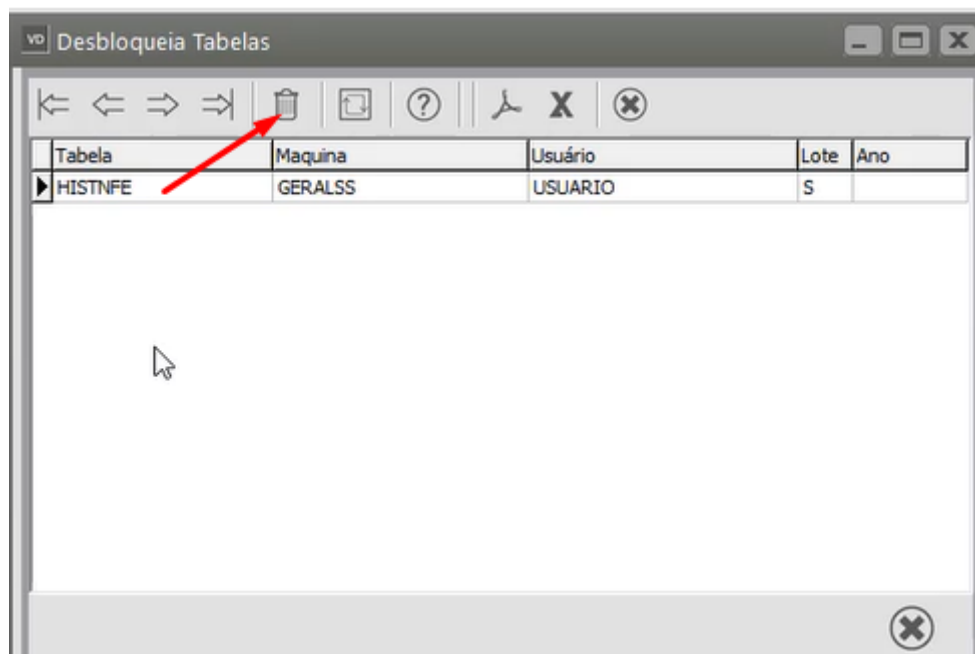 VD Desbloqueia Tabelas
Tabela Maquina Usuário Lote Ano
HISTNFE GERALSS USUARIO S